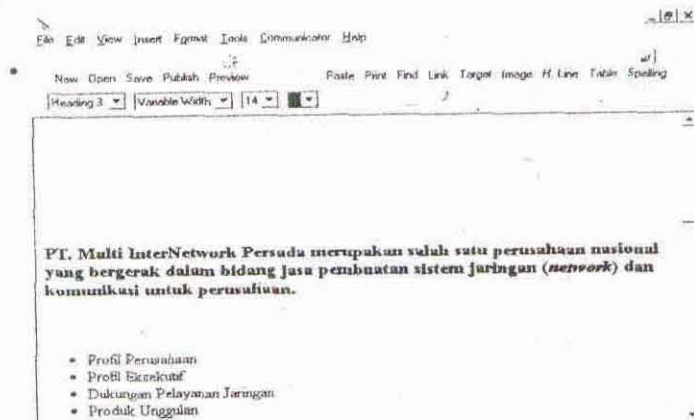 File Edit View Insert Format Tools Communicator Help
New Open Save Publish Preview Paste Print Find Link Target Image H. Line Table Spelling
Heading 3 Variable Width 14
PT. Multi InterNetwork Persada merupakan salah satu perusahaan nasional
yang bergerak dalam bidang jasa pembuatan sistem jaringan (network) dan
komunikasi untuk perusahaan.
• Profil Perusahaan
• Profil Eksekutif
• Dukungan Pelayanan Jaringan
• Produk Unggulan